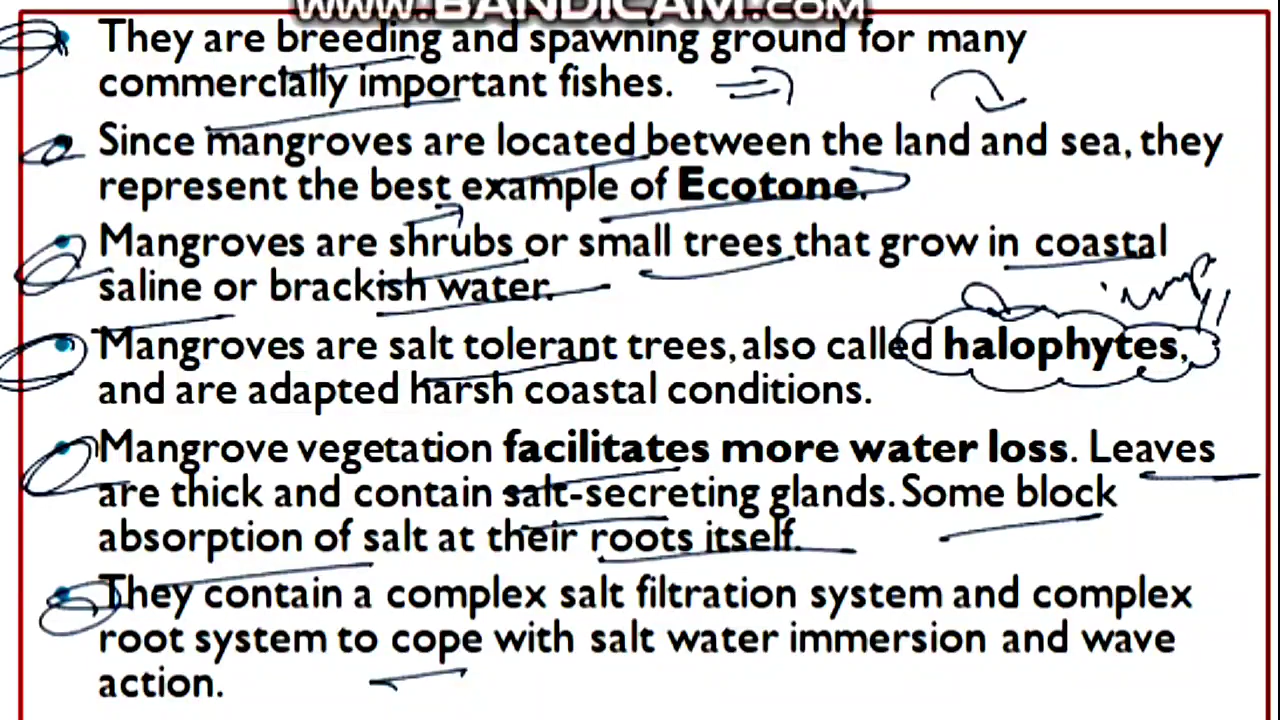 www.BANDICAM.com
They are breeding and spawning ground for many
commercially important fishes.
Since mangroves are located between the land and sea, they
represent the best example of Ecotone.
Mangroves are shrubs or small trees that grow in coastal
saline or brackish water.
imp
Mangroves are salt tolerant trees, also called halophytes,
and are adapted harsh coastal conditions.
Mangrove vegetation facilitates more water loss. Leaves
are thick and contain salt-secreting glands. Some block
absorption of salt at their roots itself.
They contain a complex salt filtration system and complex
root system to cope with salt water immersion and wave
action.